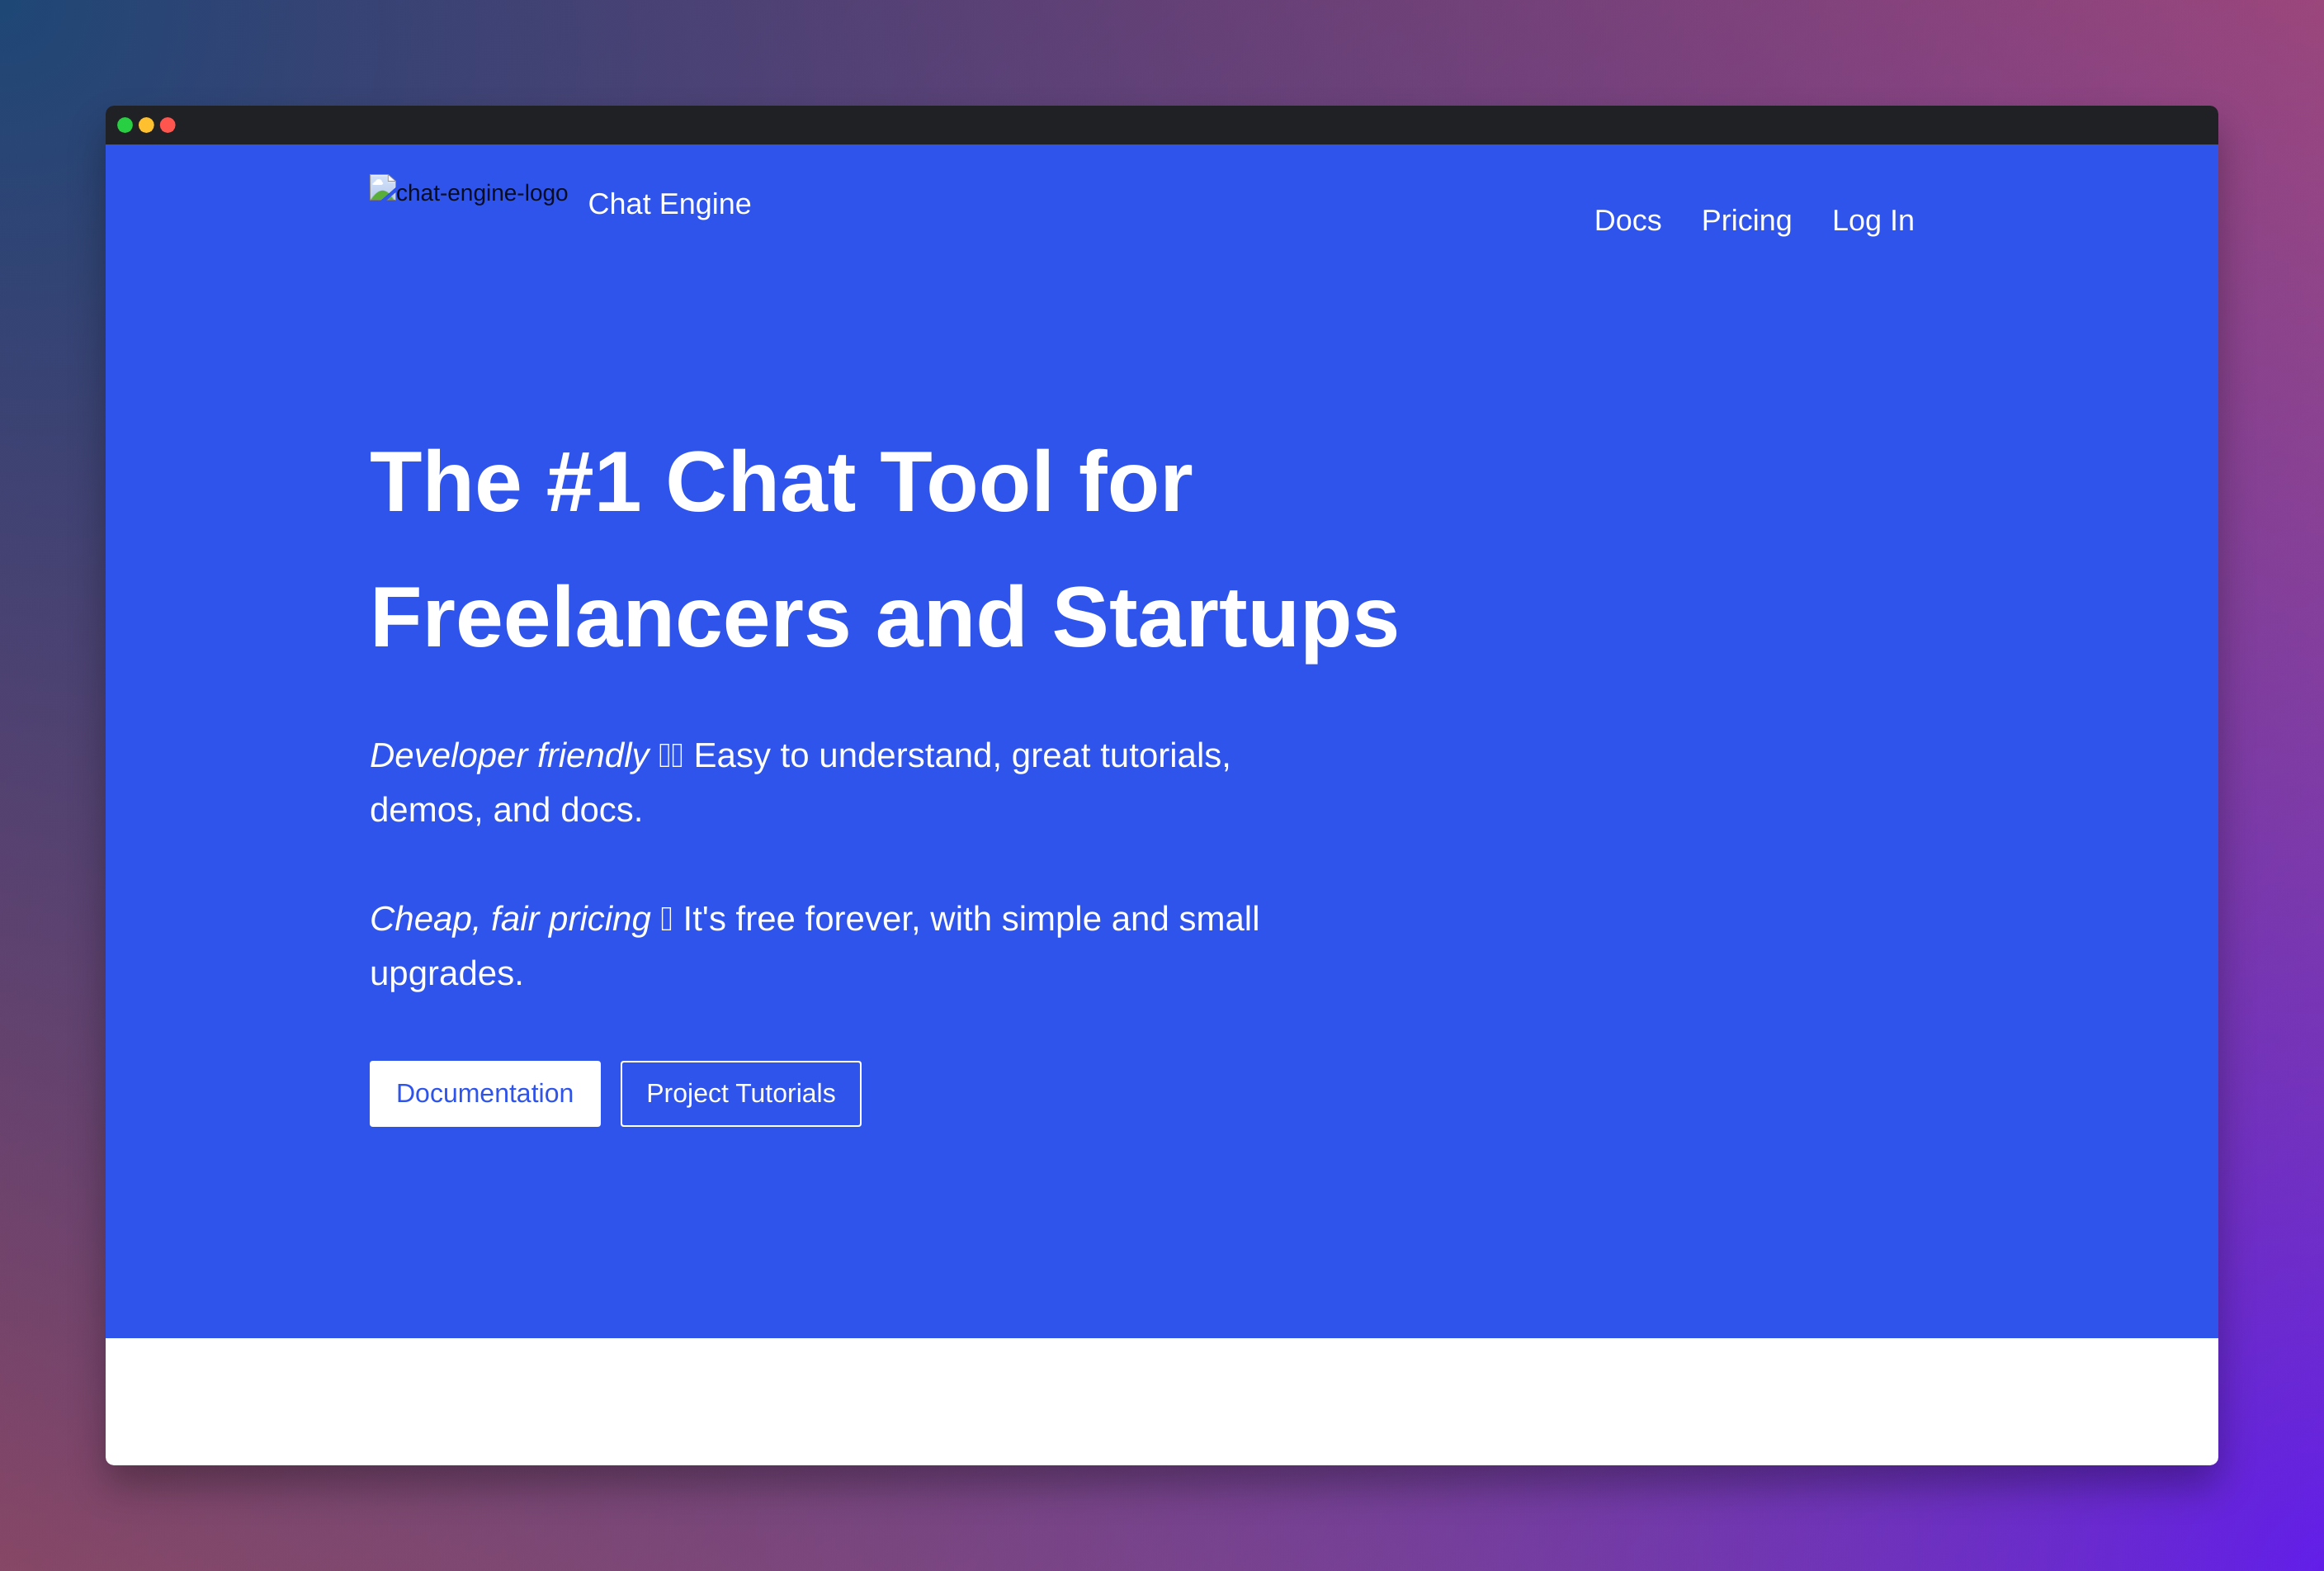 chat-engine-logo Chat Engine
Docs Pricing Log In
The #1 Chat Tool for
Freelancers and Startups
Developer friendly Easy to understand, great tutorials,
demos, and docs.
Cheap, fair pricing It's free forever, with simple and small
upgrades.
Documentation Project Tutorials